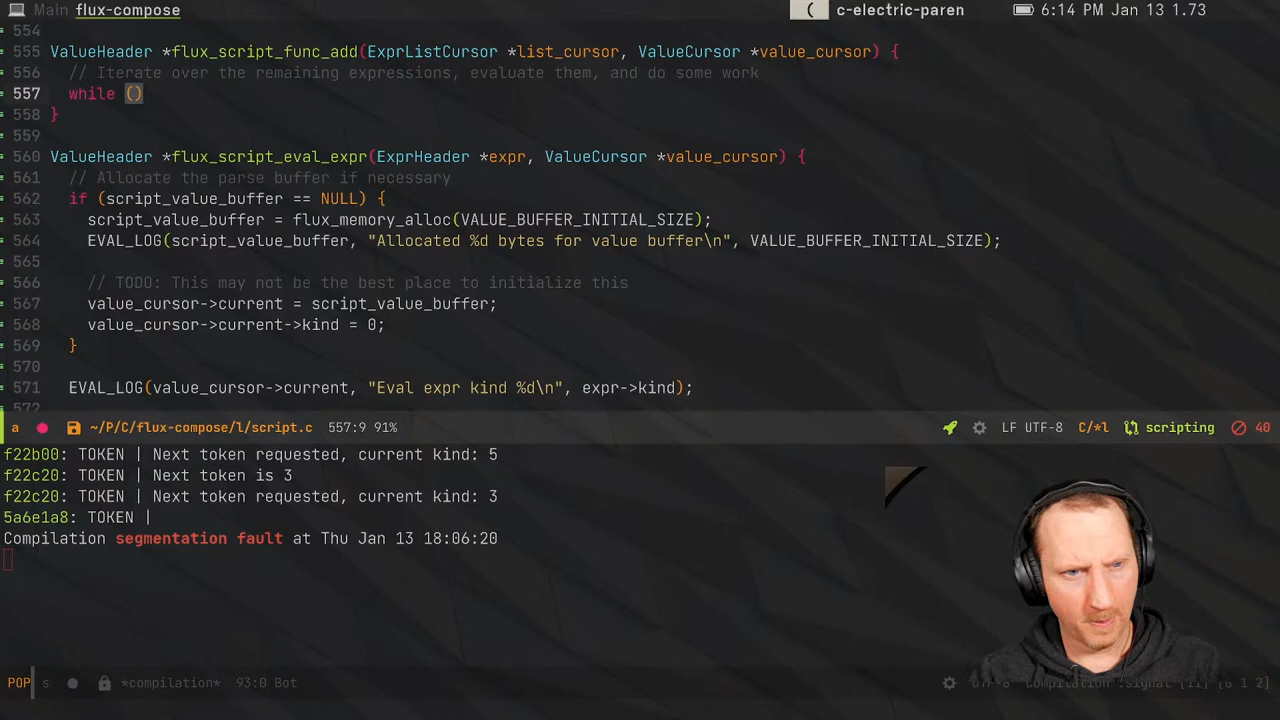 Main flux-compose ( c-electric-paren 6:14 PM Jan 13 1.73
554
555 ValueHeader *flux_script_func_add(ExprListCursor *list_cursor, ValueCursor *value_cursor) {
556 // Iterate over the remaining expressions, evaluate them, and do some work
557 while ()
558 }
559
560 ValueHeader *flux_script_eval_expr(ExprHeader *expr, ValueCursor *value_cursor) {
561 // Allocate the parse buffer if necessary
562 if (script_value_buffer == NULL) {
563 script_value_buffer = flux_memory_alloc(VALUE_BUFFER_INITIAL_SIZE);
564 EVAL_LOG(script_value_buffer, "Allocated %d bytes for value buffer\n", VALUE_BUFFER_INITIAL_SIZE);
565
566 // TODO: This may not be the best place to initialize this
567 value_cursor->current = script_value_buffer;
568 value_cursor->current->kind = 0;
569 }
570
571 EVAL_LOG(value_cursor->current, "Eval expr kind %d\n", expr->kind);
572
a ~/P/C/flux-compose/l/script.c 557:9 91% LF UTF-8 C/*l scripting 40
f22b00: TOKEN | Next token requested, current kind: 5
f22c20: TOKEN | Next token is 3
f22c20: TOKEN | Next token requested, current kind: 3
5a6e1a8: TOKEN |
Compilation segmentation fault at Thu Jan 13 18:06:20
POP s *compilation* 93:0 Bot